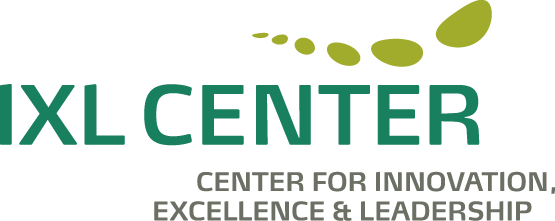 IXL CENTER
CENTER FOR INNOVATION,
EXCELLENCE & LEADERSHIP